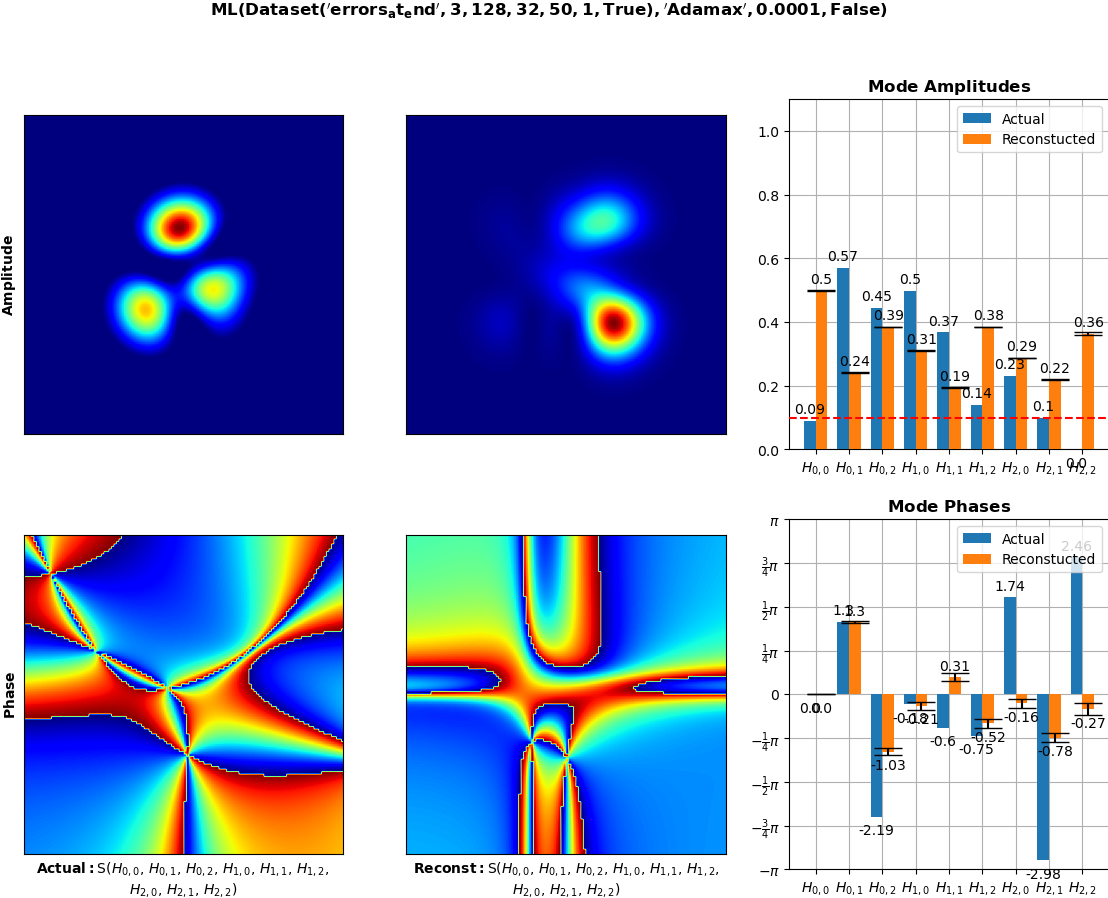 ML(Dataset('errors_at_end', 3, 128, 32, 50, 1, True), 'Adamax', 0.0001, False)
Amplitude
Mode Amplitudes
Actual
Reconstucted
1.0
0.8
0.6
0.4
0.2
0.0
0.09
0.5
0.57
0.24
0.45
0.39
0.5
0.31
0.37
0.19
0.14
0.38
0.23
0.29
0.1
0.22
0.0
0.36
H0,0 H0,1 H0,2 H1,0 H1,1 H1,2 H2,0 H2,1 H2,2
Phase
Mode Phases
Actual
Reconstucted
π
3/4π
1/2π
1/4π
0
−1/4π
−1/2π
−3/4π
−π
0.0
0.0
1.3
1.3
-2.19
-1.03
-0.18
-0.21
-0.6
0.31
-0.75
-0.52
1.74
-0.16
-2.98
-0.78
2.46
-0.27
H0,0 H0,1 H0,2 H1,0 H1,1 H1,2 H2,0 H2,1 H2,2
Actual: S(H0,0, H0,1, H0,2, H1,0, H1,1, H1,2,
H2,0, H2,1, H2,2)
Reconst: S(H0,0, H0,1, H0,2, H1,0, H1,1, H1,2,
H2,0, H2,1, H2,2)